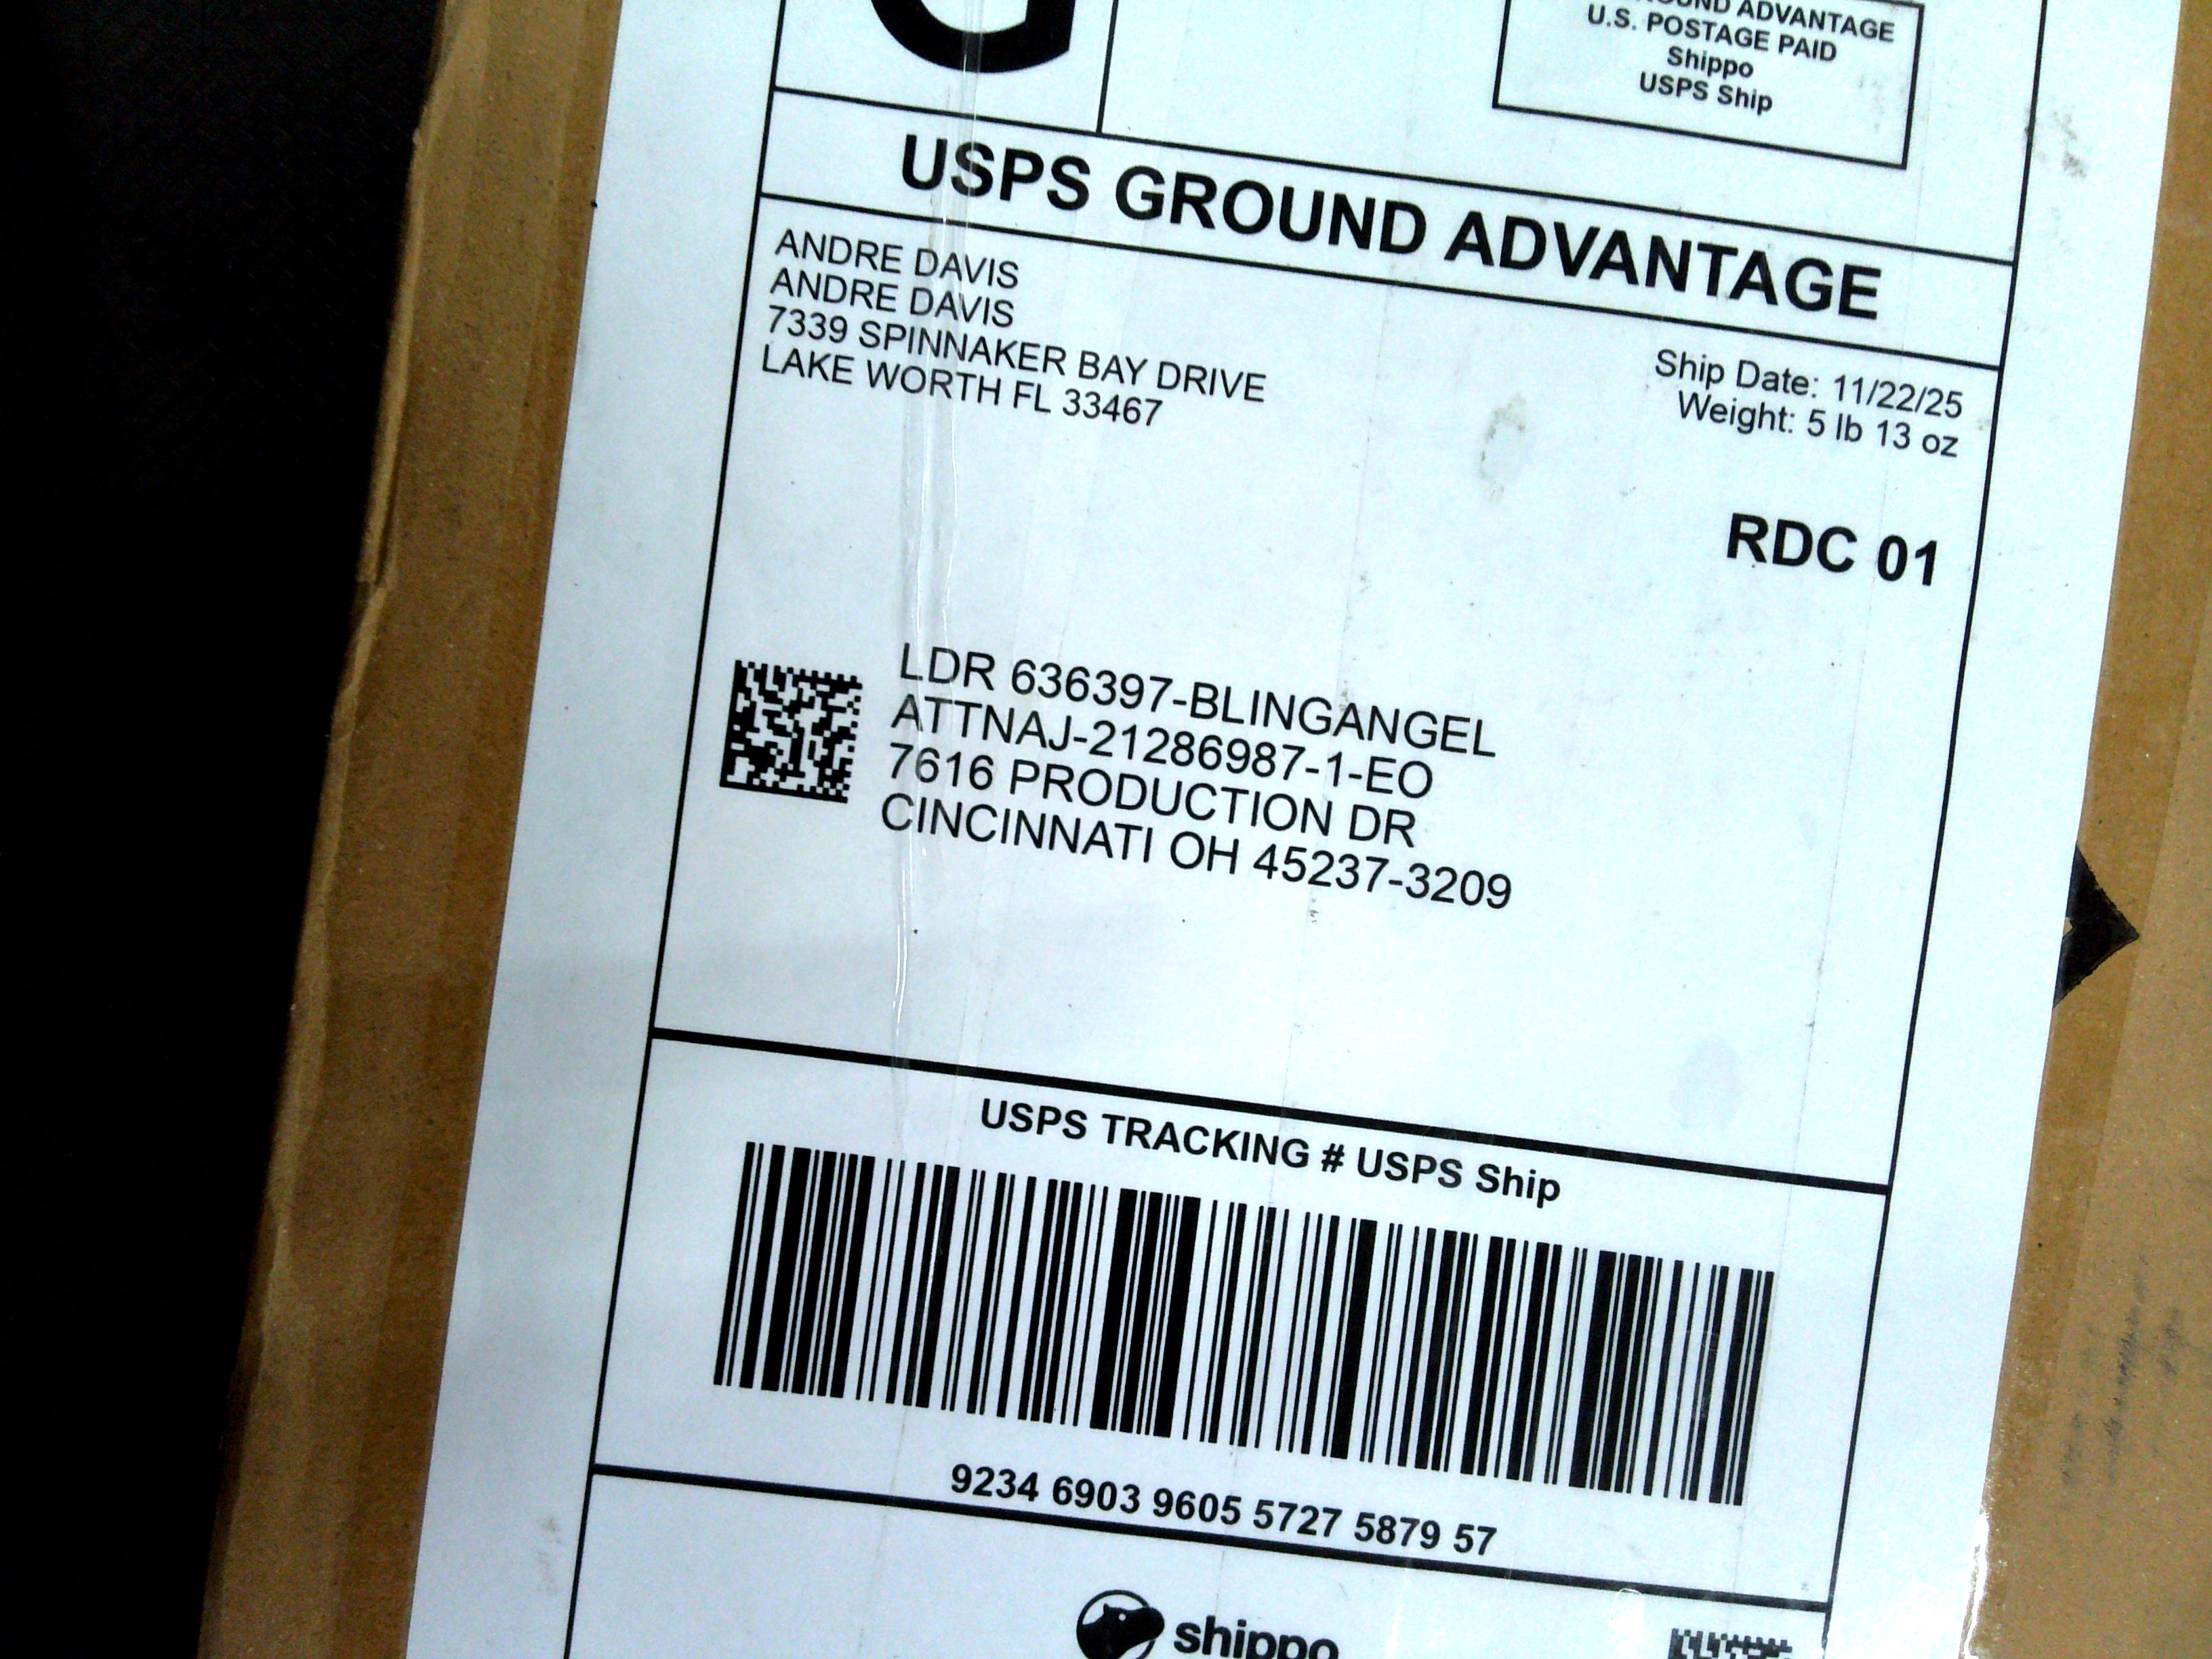 G
GROUND ADVANTAGE
U.S. POSTAGE PAID
Shippo
USPS Ship
USPS GROUND ADVANTAGE
ANDRE DAVIS
ANDRE DAVIS
7339 SPINNAKER BAY DRIVE
LAKE WORTH FL 33467
Ship Date: 11/22/25
Weight: 5 lb 13 oz
RDC 01
LDR 636397-BLINGANGEL
ATTNAJ-21286987-1-EO
7616 PRODUCTION DR
CINCINNATI OH 45237-3209
USPS TRACKING # USPS Ship
9234 6903 9605 5727 5879 57
shippo